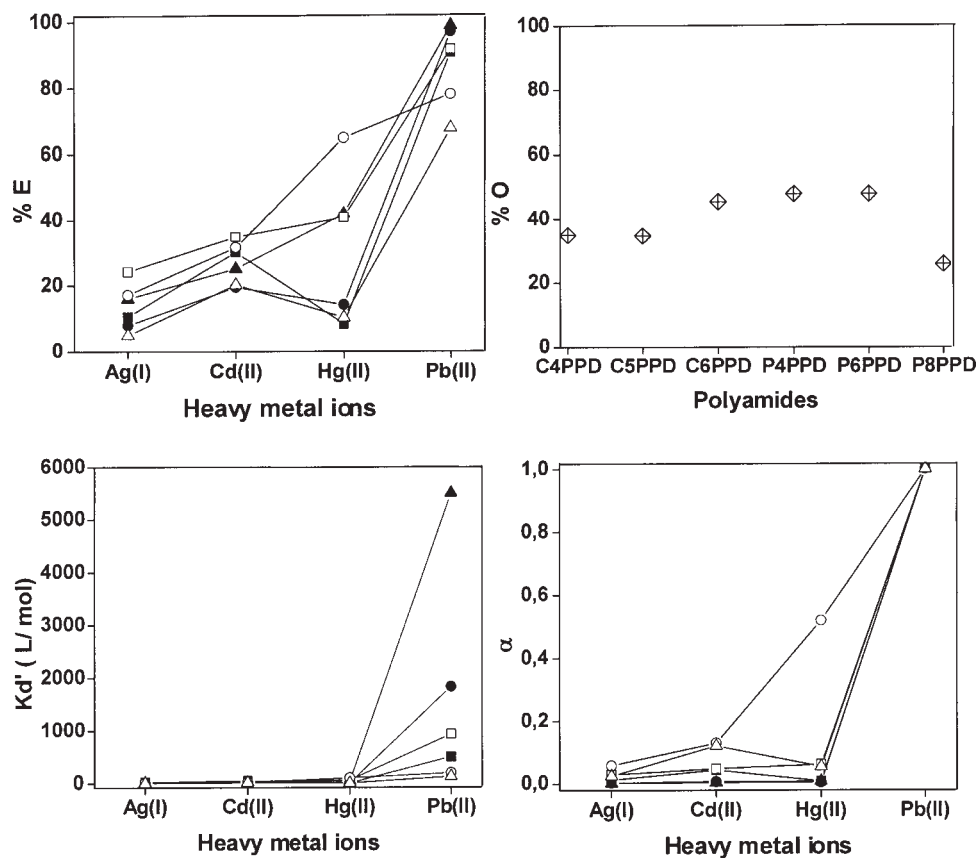 100
80
60
40
20
0
% E
Ag(I) Cd(II) Hg(II) Pb(II)
Heavy metal ions
100
80
60
40
20
0
% O
C4PPD C5PPD C6PPD P4PPD P6PPD P8PPD
Polyamides
6000
5000
4000
3000
2000
1000
0
Kd' ( L/ mol)
Ag(I) Cd(II) Hg(II) Pb(II)
Heavy metal ions
1,0
0,8
0,6
0,4
0,2
0,0
α
Ag(I) Cd(II) Hg(II) Pb(II)
Heavy metal ions